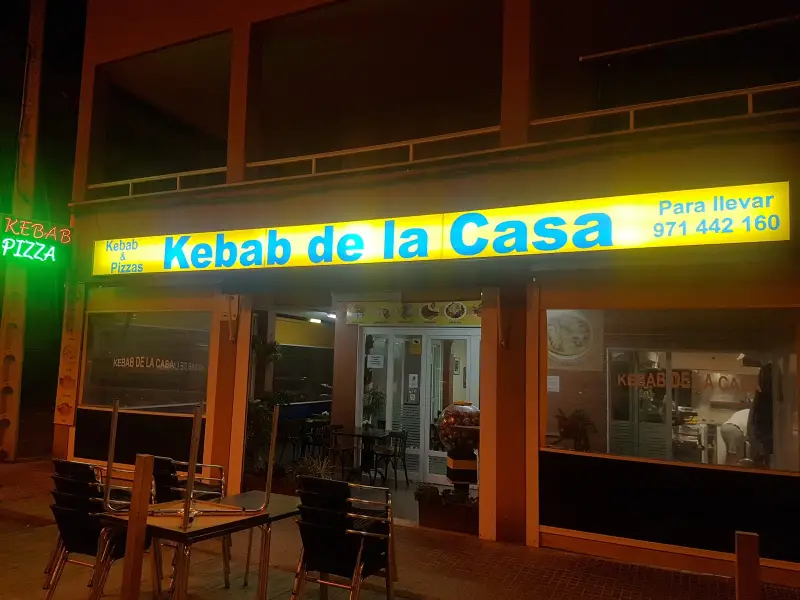 KEBAB
PIZZA
Kebab
&
Pizzas
Kebab de la Casa
Para llevar
971 442 160
KEBAB DE LA CASA
KEBAB DE LA CASA